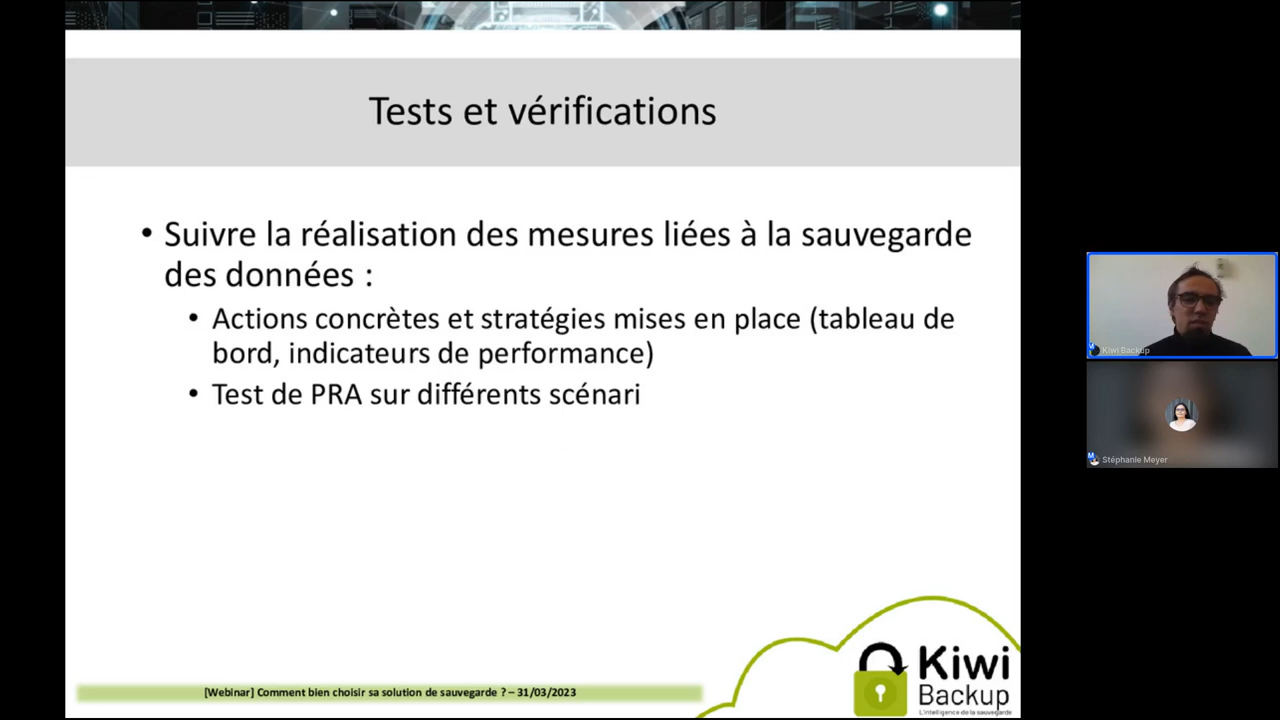 Tests et vérifications
• Suivre la réalisation des mesures liées à la sauvegarde
des données :
• Actions concrètes et stratégies mises en place (tableau de
bord, indicateurs de performance)
• Test de PRA sur différents scénari
Kiwi Backup
Stéphanie Meyer
Kiwi
Backup
L'intelligence de la sauvegarde
[Webinar] Comment bien choisir sa solution de sauvegarde ? – 31/03/2023